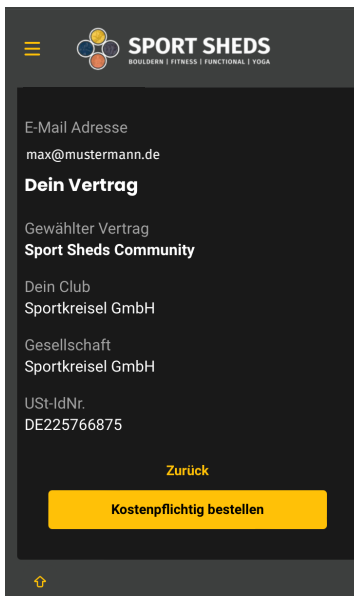 SPORT SHEDS
BOULDERN | FITNESS | FUNCTIONAL | YOGA
E-Mail Adresse
max@mustermann.de
Dein Vertrag
Gewählter Vertrag
Sport Sheds Community
Dein Club
Sportkreisel GmbH
Gesellschaft
Sportkreisel GmbH
USt-IdNr.
DE225766875
Zurück
Kostenpflichtig bestellen